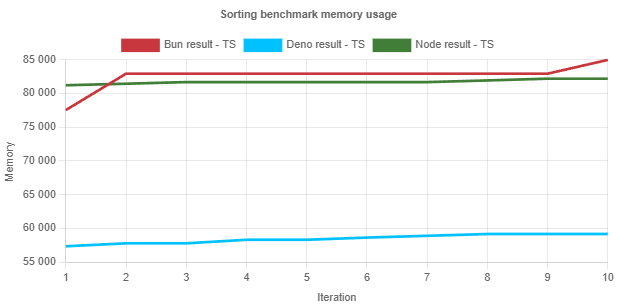 Sorting benchmark memory usage
Bun result - TS Deno result - TS Node result - TS
85 000
80 000
75 000
70 000
65 000
60 000
55 000
Memory
1 2 3 4 5 6 7 8 9 10
Iteration